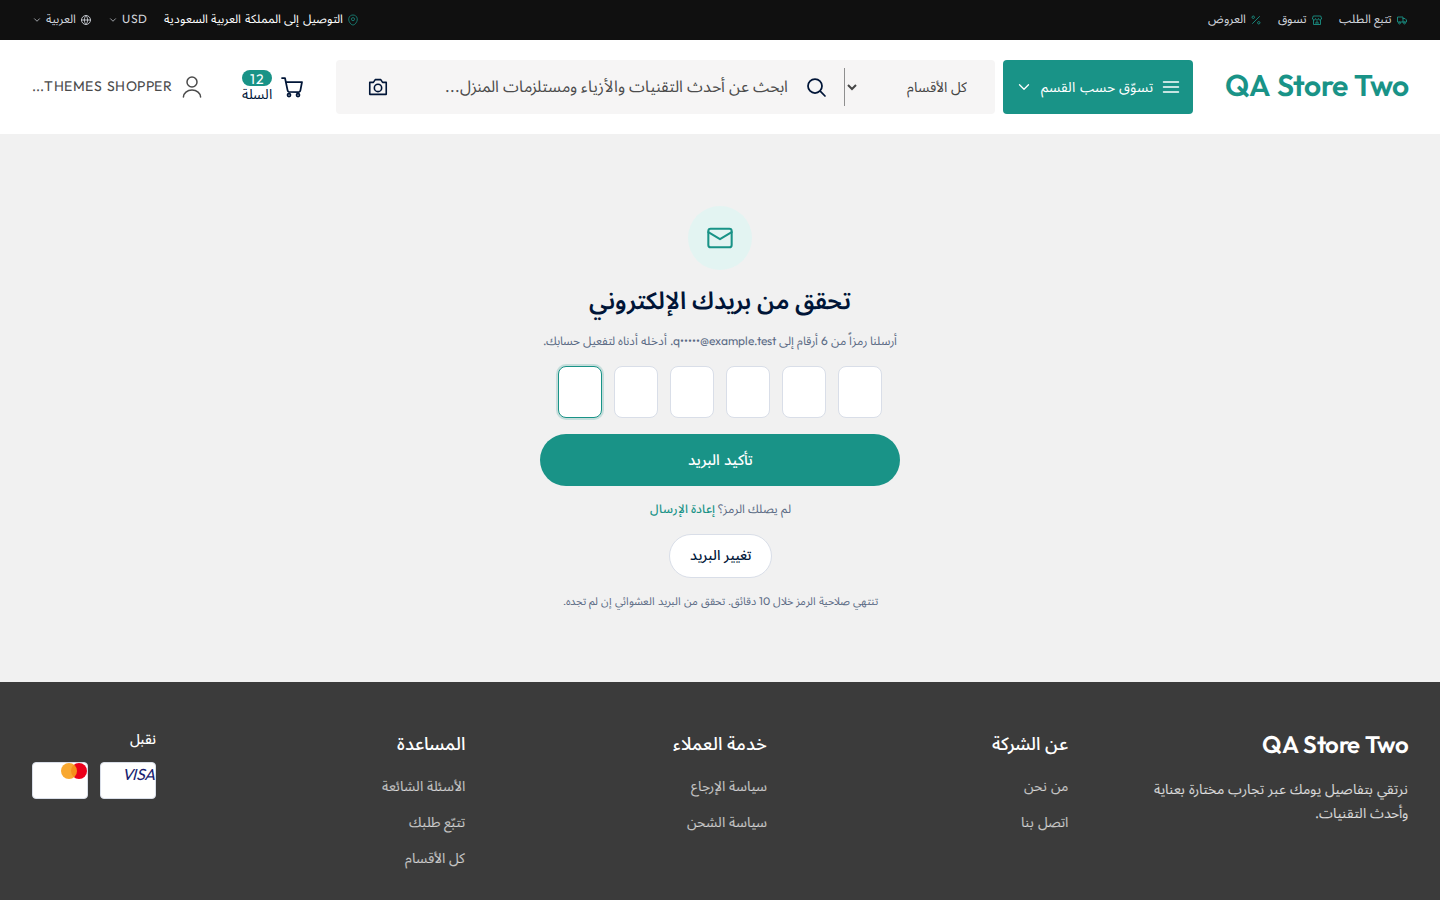 تتبع الطلب
تسوق
العروض
التوصيل إلى المملكة العربية السعودية
USD
العربية
QA Store Two
تسوّق حسب القسم
كل الأقسام
ابحث عن أحدث التقنيات والأزياء ومستلزمات المنزل...
12
السلة
THEMES SHOPPER...
تحقق من بريدك الإلكتروني
أرسلنا رمزاً من 6 أرقام إلى q•••••@example.test. أدخله أدناه لتفعيل حسابك.
تأكيد البريد
لم يصلك الرمز؟ إعادة الإرسال
تغيير البريد
تنتهي صلاحية الرمز خلال 10 دقائق. تحقق من البريد العشوائي إن لم تجده.
QA Store Two
نرتقي بتفاصيل يومك عبر تجارب مختارة بعناية
وأحدث التقنيات.
عن الشركة
من نحن
اتصل بنا
خدمة العملاء
سياسة الإرجاع
سياسة الشحن
المساعدة
الأسئلة الشائعة
تتبّع طلبك
كل الأقسام
نقبل
VISA